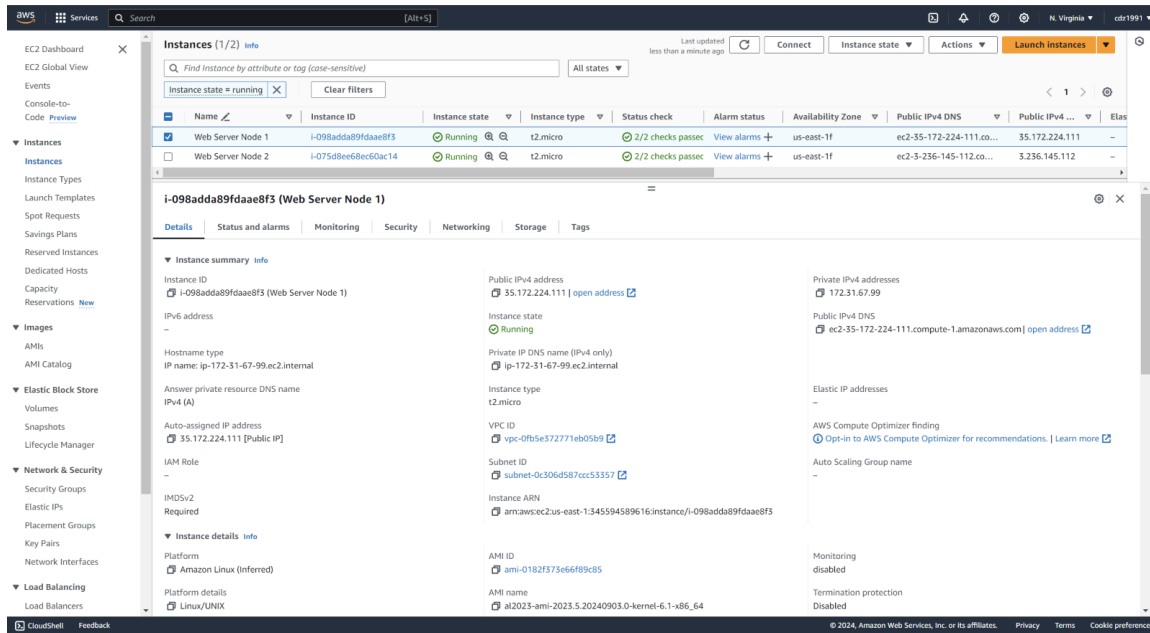 aws Services Search [Alt+S] N. Virginia ▼ cdz1991 ▼
EC2 Dashboard
EC2 Global View
Events
Console-to-
Code Preview
▼ Instances
Instances
Instance Types
Launch Templates
Spot Requests
Savings Plans
Reserved Instances
Dedicated Hosts
Capacity
Reservations New
▼ Images
AMIs
AMI Catalog
▼ Elastic Block Store
Volumes
Snapshots
Lifecycle Manager
▼ Network & Security
Security Groups
Elastic IPs
Placement Groups
Key Pairs
Network Interfaces
▼ Load Balancing
Load Balancers
Instances (1/2) Info
Last updated
less than a minute ago
Connect Instance state ▼ Actions ▼ Launch instances ▼
Find Instance by attribute or tag (case-sensitive) All states ▼
Instance state = running Clear filters
< 1 >
Name Instance ID Instance state Instance type Status check Alarm status Availability Zone Public IPv4 DNS Public IPv4 ... Elas
Web Server Node 1 i-098adda89fdaae8f3 Running t2.micro 2/2 checks passec View alarms + us-east-1f ec2-35-172-224-111.co... 35.172.224.111 –
Web Server Node 2 i-075d8ee68ec60ac14 Running t2.micro 2/2 checks passec View alarms + us-east-1f ec2-3-236-145-112.co... 3.236.145.112 –
i-098adda89fdaae8f3 (Web Server Node 1)
Details Status and alarms Monitoring Security Networking Storage Tags
▼ Instance summary Info
Instance ID Public IPv4 address Private IPv4 addresses
i-098adda89fdaae8f3 (Web Server Node 1) 35.172.224.111 | open address 172.31.67.99
IPv6 address Instance state Public IPv4 DNS
– Running ec2-35-172-224-111.compute-1.amazonaws.com | open address
Hostname type Private IP DNS name (IPv4 only)
IP name: ip-172-31-67-99.ec2.internal ip-172-31-67-99.ec2.internal
Answer private resource DNS name Instance type Elastic IP addresses
IPv4 (A) t2.micro –
Auto-assigned IP address VPC ID AWS Compute Optimizer finding
35.172.224.111 [Public IP] vpc-0fb5e372771eb05b9 Opt-in to AWS Compute Optimizer for recommendations. | Learn more
IAM Role Subnet ID Auto Scaling Group name
– subnet-0c306d587ccc53357 –
IMDSv2 Instance ARN
Required arn:aws:ec2:us-east-1:345594589616:instance/i-098adda89fdaae8f3
▼ Instance details Info
Platform AMI ID Monitoring
Amazon Linux (Inferred) ami-0182f373e66f89c85 disabled
Platform details AMI name Termination protection
Linux/UNIX al2023-ami-2023.5.20240903.0-kernel-6.1-x86_64 Disabled
CloudShell Feedback © 2024, Amazon Web Services, Inc. or its affiliates. Privacy Terms Cookie preference